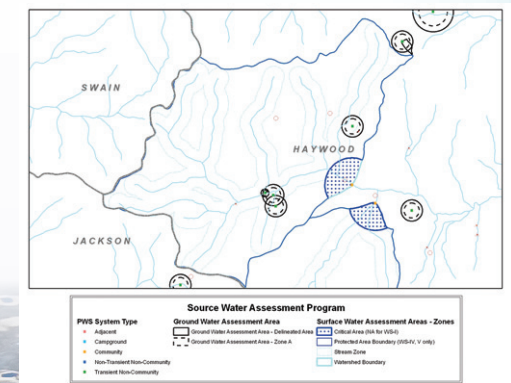 SWAIN
HAYWOOD
JACKSON
Source Water Assessment Program
PWS System Type
Adjacent
Campground
Community
Non-Transient Non-Community
Transient Non-Community
Ground Water Assessment Area
Ground Water Assessment Area - Delineated Area
Ground Water Assessment Area - Zone A
Surface Water Assessment Areas - Zones
Critical Area (NA for WS-I)
Protected Area Boundary (WS-IV, V only)
Stream Zone
Watershed Boundary